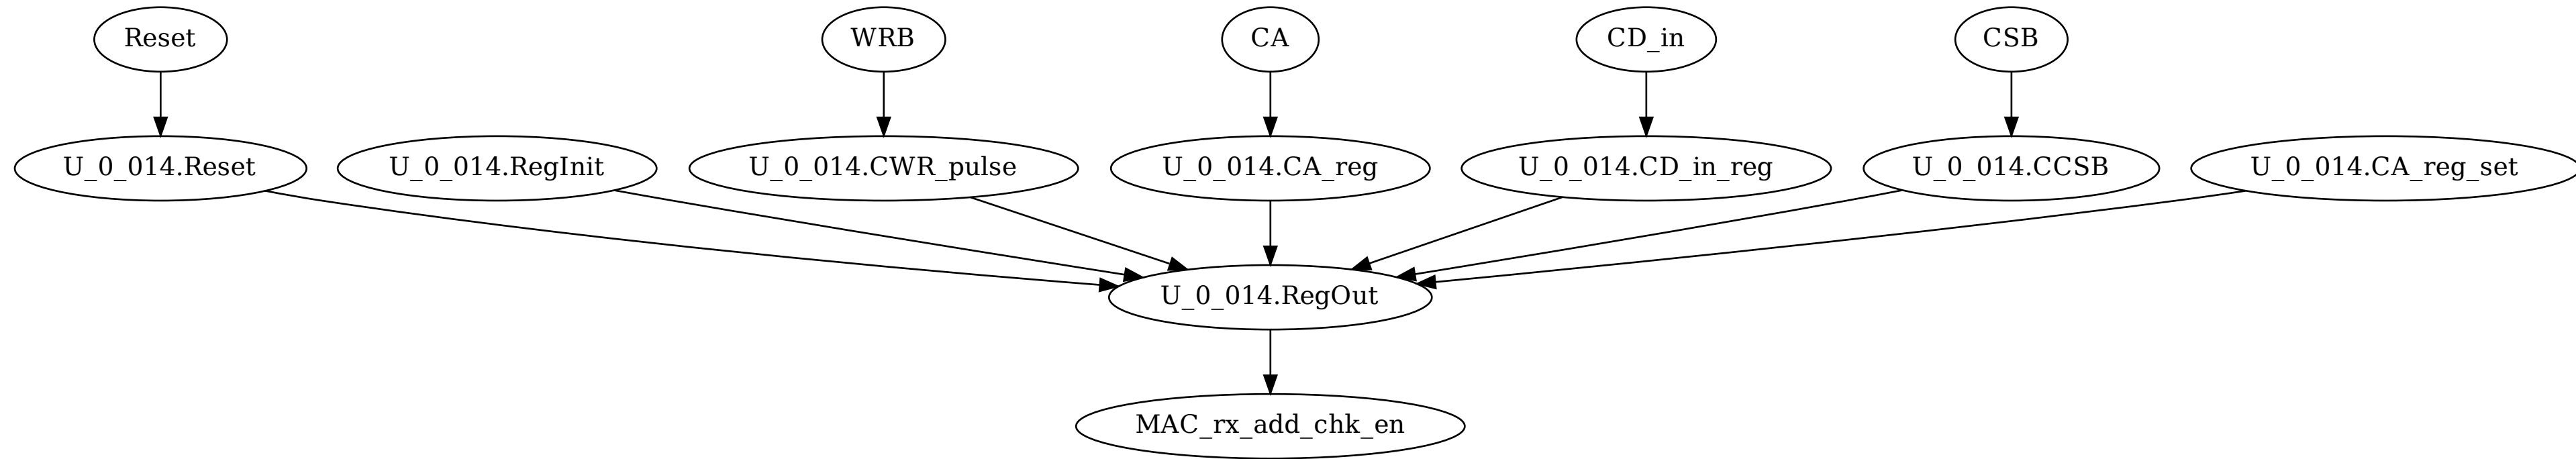 Reset
WRB
CA
CD_in
CSB
U_0_014.Reset
U_0_014.RegInit
U_0_014.CWR_pulse
U_0_014.CA_reg
U_0_014.CD_in_reg
U_0_014.CCSB
U_0_014.CA_reg_set
U_0_014.RegOut
MAC_rx_add_chk_en